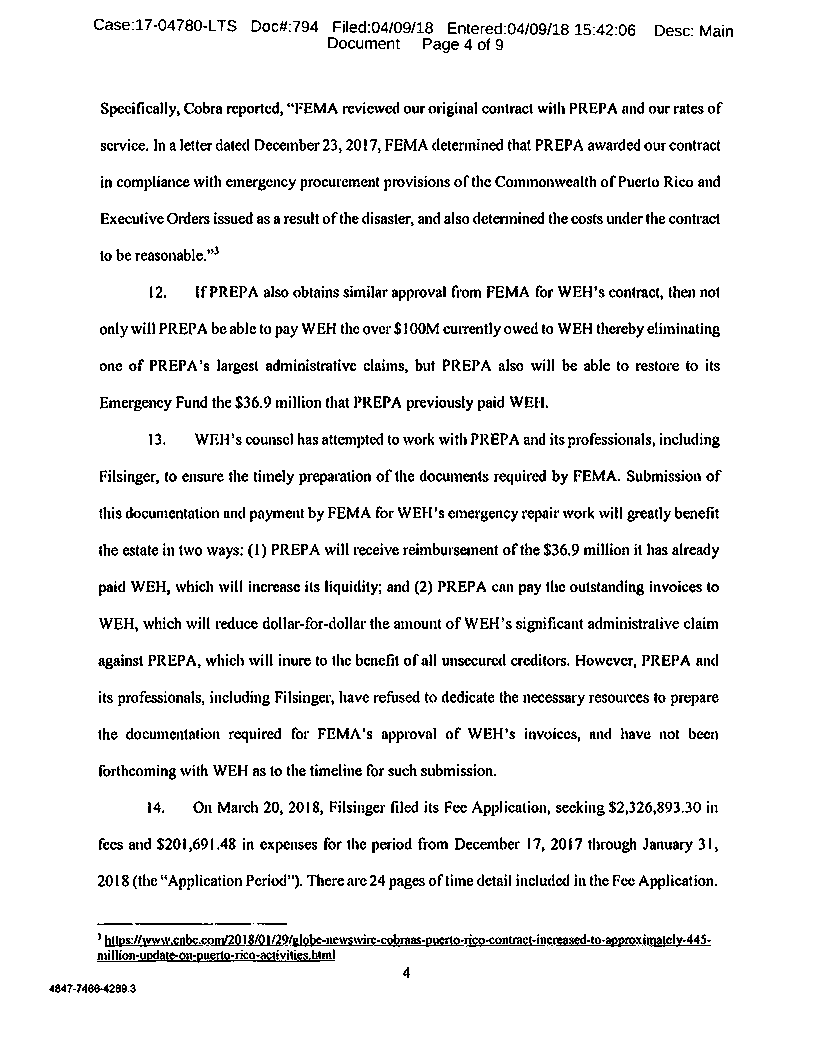 Case:17-04780-LTS Doc#:794 Filed:04/09/18 Entered:04/09/18 15:42:06 Desc: Main
Document Page 4 of 9
Specifically, Cobra reported, “FEMA reviewed our original contract with PREPA and our rates of
service. In a letter dated December 23, 2017, FEMA determined that PREPA awarded our contract
in compliance with emergency procurement provisions of the Commonwealth of Puerto Rico and
Executive Orders issued as a result of the disaster, and also determined the costs under the contract
to be reasonable.”3
12. If PREPA also obtains similar approval from FEMA for WEH’s contract, then not
only will PREPA be able to pay WEH the over $100M currently owed to WEH thereby eliminating
one of PREPA’s largest administrative claims, but PREPA also will be able to restore to its
Emergency Fund the $36.9 million that PREPA previously paid WEH.
13. WEH’s counsel has attempted to work with PREPA and its professionals, including
Filsinger, to ensure the timely preparation of the documents required by FEMA. Submission of
this documentation and payment by FEMA for WEH’s emergency repair work will greatly benefit
the estate in two ways: (1) PREPA will receive reimbursement of the $36.9 million it has already
paid WEH, which will increase its liquidity; and (2) PREPA can pay the outstanding invoices to
WEH, which will reduce dollar-for-dollar the amount of WEH’s significant administrative claim
against PREPA, which will inure to the benefit of all unsecured creditors. However, PREPA and
its professionals, including Filsinger, have refused to dedicate the necessary resources to prepare
the documentation required for FEMA’s approval of WEH’s invoices, and have not been
forthcoming with WEH as to the timeline for such submission.
14. On March 20, 2018, Filsinger filed its Fee Application, seeking $2,326,893.30 in
fees and $201,691.48 in expenses for the period from December 17, 2017 through January 31,
2018 (the “Application Period”). There are 24 pages of time detail included in the Fee Application.
3 https://www.cnbc.com/2018/01/29/globe-newswire-cobraas-puerto-rico-contract-increased-to-approximately-445-
million-update-on-puerto-rico-activities.html
4
4847-7466-4289.3